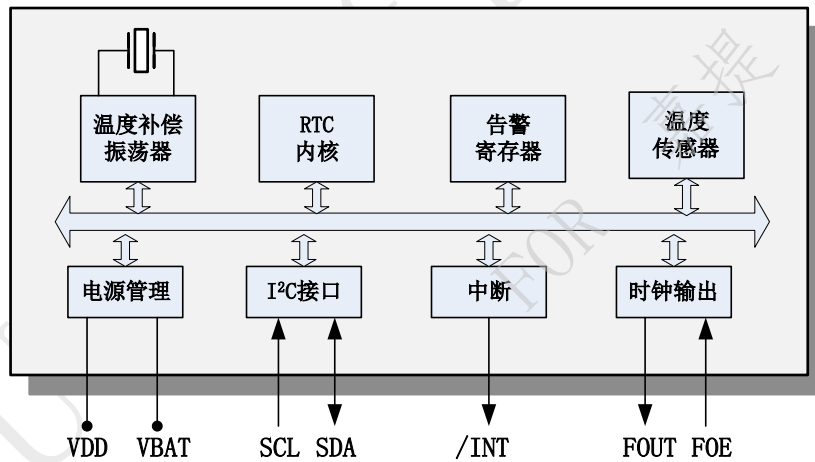 温度补偿
振荡器
RTC
内核
告警
寄存器
温度
传感器
电源管理
I²C接口
中断
时钟输出
VDD VBAT SCL SDA /INT FOUT FOE
FOR